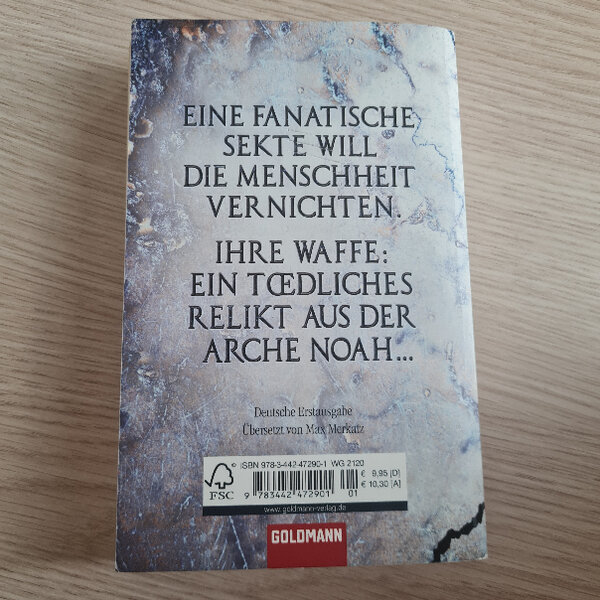 EINE FANATISCHE
SEKTE WILL
DIE MENSCHHEIT
VERNICHTEN.
IHRE WAFFE:
EIN TŒDLICHES
RELIKT AUS DER
ARCHE NOAH...
Deutsche Erstausgabe
Übersetzt von Max Merkatz
ISBN 978-3-442-47290-1 WG 2120
€ 9,95 [D]
€ 10,30 [A]
FSC
9 783442 472901 01
www.goldmann-verlag.de
GOLDMANN